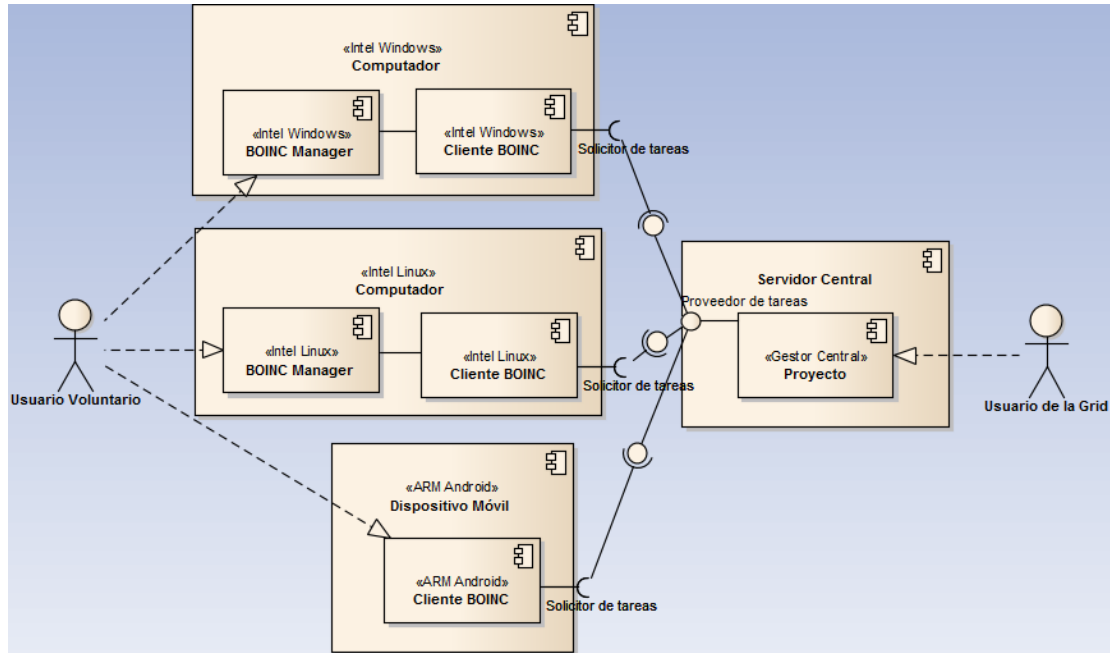 «Intel Windows»
Computador
«Intel Windows»
BOINC Manager
«Intel Windows»
Cliente BOINC
Solicitor de tareas
«Intel Linux»
Computador
«Intel Linux»
BOINC Manager
«Intel Linux»
Cliente BOINC
Solicitor de tareas
«ARM Android»
Dispositivo Móvil
«ARM Android»
Cliente BOINC
Solicitor de tareas
Usuario Voluntario
Servidor Central
Proveedor de tareas
«Gestor Central»
Proyecto
Usuario de la Grid